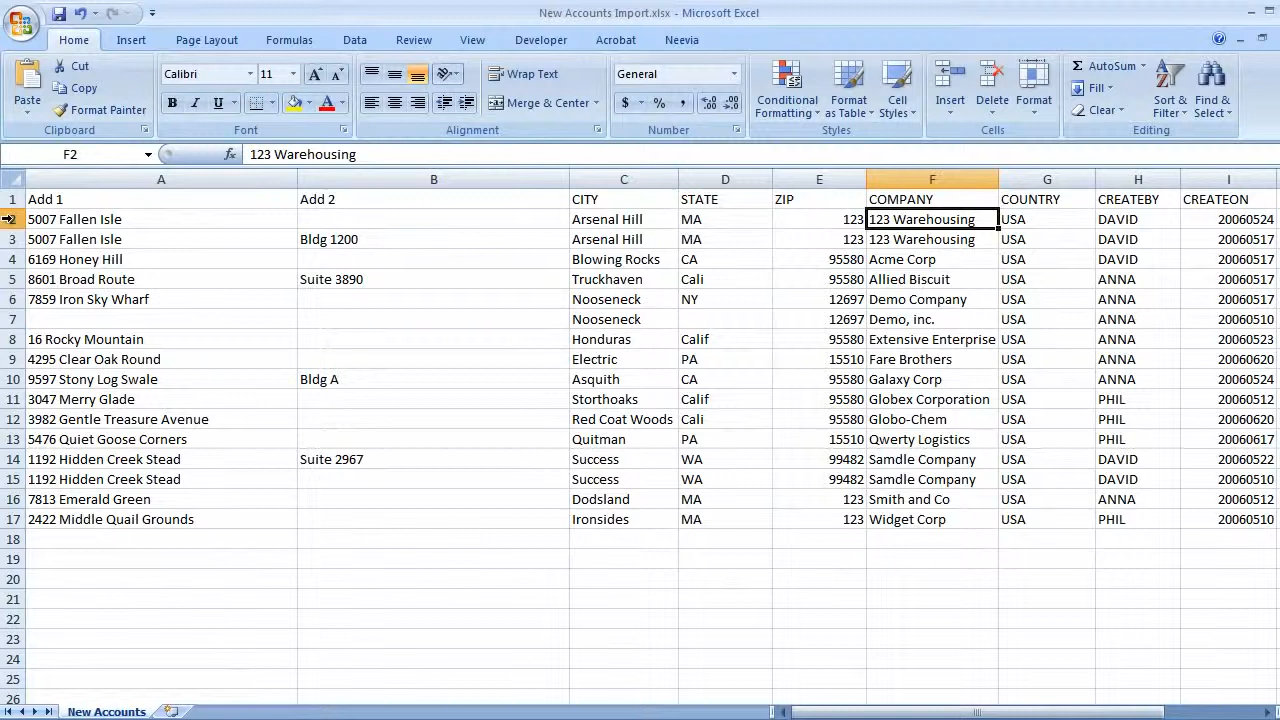 New Accounts Import.xlsx - Microsoft Excel
Home Insert Page Layout Formulas Data Review View Developer Acrobat Neevia
Paste Cut Copy Format Painter Clipboard
Calibri 11 A A B I U A Font
Wrap Text Merge & Center Alignment
General $ % , .0 .00 .00 .0 Number
Conditional Formatting Format as Table Cell Styles Styles
Insert Delete Format Cells
Σ AutoSum Fill Clear Sort & Filter Find & Select Editing
F2 fx 123 Warehousing
A B C D E F G H I
1 Add 1 Add 2 CITY STATE ZIP COMPANY COUNTRY CREATEBY CREATEON
2 5007 Fallen Isle Arsenal Hill MA 123 123 Warehousing USA DAVID 20060524
3 5007 Fallen Isle Bldg 1200 Arsenal Hill MA 123 123 Warehousing USA DAVID 20060517
4 6169 Honey Hill Blowing Rocks CA 95580 Acme Corp USA DAVID 20060517
5 8601 Broad Route Suite 3890 Truckhaven Cali 95580 Allied Biscuit USA ANNA 20060517
6 7859 Iron Sky Wharf Nooseneck NY 12697 Demo Company USA ANNA 20060517
7 Nooseneck 12697 Demo, inc. USA ANNA 20060510
8 16 Rocky Mountain Honduras Calif 95580 Extensive Enterprise USA ANNA 20060523
9 4295 Clear Oak Round Electric PA 15510 Fare Brothers USA ANNA 20060620
10 9597 Stony Log Swale Bldg A Asquith CA 95580 Galaxy Corp USA ANNA 20060524
11 3047 Merry Glade Storthoaks Calif 95580 Globex Corporation USA PHIL 20060512
12 3982 Gentle Treasure Avenue Red Coat Woods Cali 95580 Globo-Chem USA PHIL 20060620
13 5476 Quiet Goose Corners Quitman PA 15510 Qwerty Logistics USA PHIL 20060617
14 1192 Hidden Creek Stead Suite 2967 Success WA 99482 Samdle Company USA DAVID 20060522
15 1192 Hidden Creek Stead Success WA 99482 Samdle Company USA DAVID 20060510
16 7813 Emerald Green Dodsland MA 123 Smith and Co USA ANNA 20060512
17 2422 Middle Quail Grounds Ironsides MA 123 Widget Corp USA PHIL 20060510
18
19
20
21
22
23
24
25
26
New Accounts